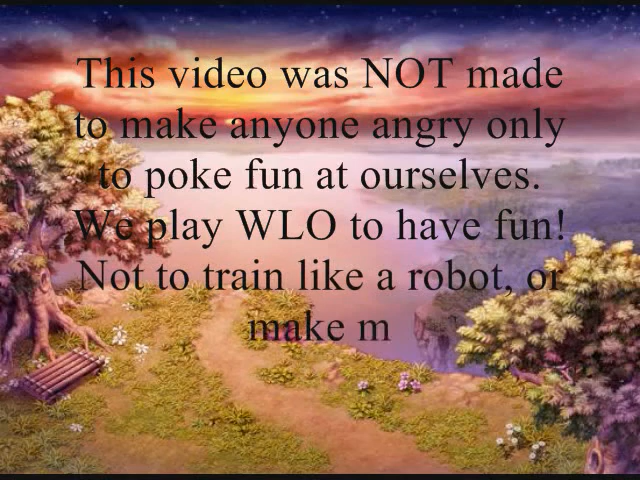 This video was NOT made
to make anyone angry only
to poke fun at ourselves.
We play WLO to have fun!
Not to train like a robot, or
make m